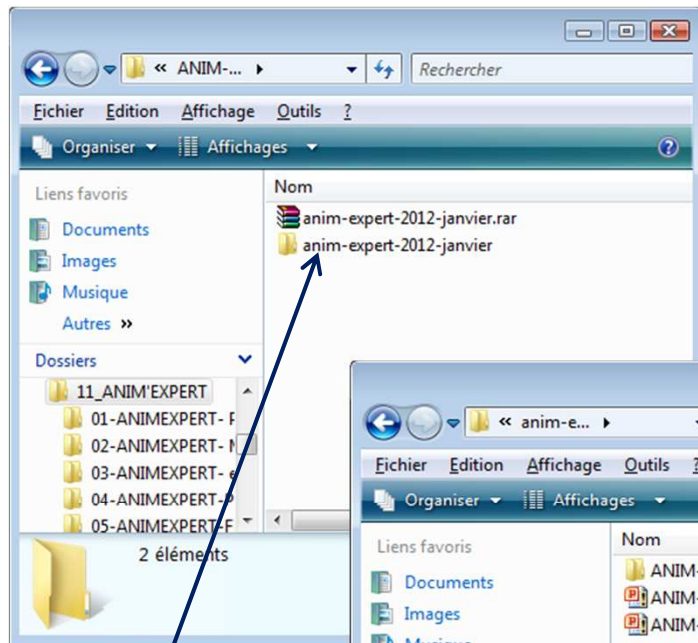 « ANIM-...
Rechercher
Fichier Edition Affichage Outils ?
Organiser Affichages
Liens favoris
Nom
Documents
Images
Musique
Autres »
anim-expert-2012-janvier.rar
anim-expert-2012-janvier
Dossiers
11_ANIM'EXPERT
01-ANIMEXPERT- P
02-ANIMEXPERT-
03-ANIMEXPERT- e
04-ANIMEXPERT-P
05-ANIMEXPERT-F
2 éléments
« anim-e...
Fichier Edition Affichage Outils ?
Organiser Affichages
Liens favoris
Nom
Documents
Images
ANIM-
ANIM-
ANIM-